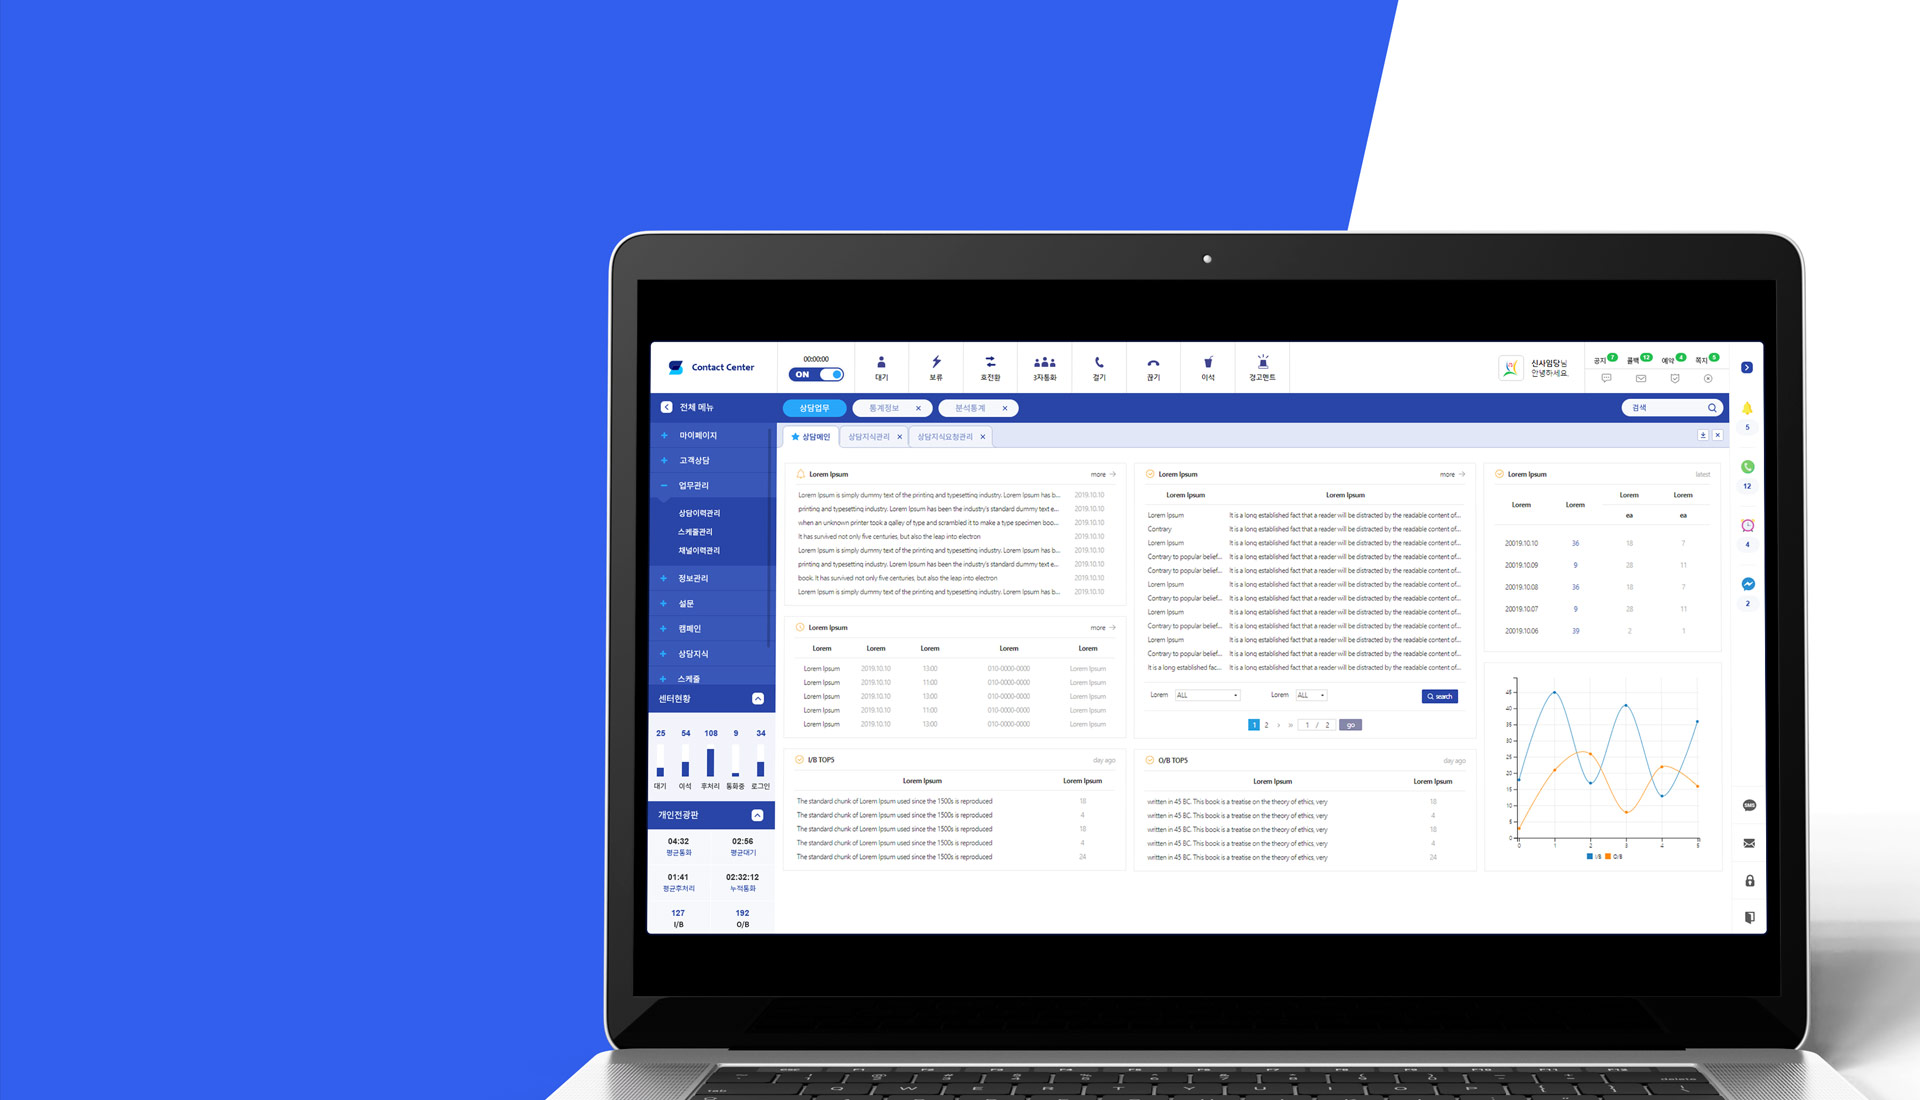 Contact Center
00:00:00
ON
대기
보류
호전환
3자통화
걸기
끊기
이석
경고멘트
신사임당님
안녕하세요.
공지 7
콜백 12
예약 4
쪽지 5
전체 메뉴
상담업무
통계정보
분석통계
검색
마이페이지
고객상담
업무관리
상담이력관리
스케줄관리
채널이력관리
정보관리
설문
캠페인
상담지식
스케줄
센터현황
25 54 108 9 34
대기 이석 후처리 통화중 로그인
개인전광판
04:32 02:56
평균통화 평균대기
01:41 02:32:12
평균후처리 누적통화
127 192
I/B O/B
상담메인
상담지식관리
상담지식요청관리
Lorem Ipsum more
Lorem Ipsum is simply dummy text of the printing and typesetting industry. Lorem Ipsum has b... 2019.10.10
printing and typesetting industry. Lorem Ipsum has been the industry's standard dummy text e... 2019.10.10
when an unknown printer took a galley of type and scrambled it to make a type specimen boo... 2019.10.10
It has survived not only five centuries, but also the leap into electron 2019.10.10
Lorem Ipsum is simply dummy text of the printing and typesetting industry. Lorem Ipsum has b... 2019.10.10
printing and typesetting industry. Lorem Ipsum has been the industry's standard dummy text e... 2019.10.10
book. It has survived not only five centuries, but also the leap into electron 2019.10.10
Lorem Ipsum is simply dummy text of the printing and typesetting industry. Lorem Ipsum has b... 2019.10.10
Lorem Ipsum more
Lorem Lorem Lorem Lorem Lorem
Lorem Ipsum 2019.10.10 13:00 010-0000-0000 Lorem Ipsum
Lorem Ipsum 2019.10.10 11:00 010-0000-0000 Lorem Ipsum
Lorem Ipsum 2019.10.10 13:00 010-0000-0000 Lorem Ipsum
Lorem Ipsum 2019.10.10 11:00 010-0000-0000 Lorem Ipsum
Lorem Ipsum 2019.10.10 13:00 010-0000-0000 Lorem Ipsum
I/B TOP5 day ago
Lorem Ipsum Lorem Ipsum
The standard chunk of Lorem Ipsum used since the 1500s is reproduced 18
The standard chunk of Lorem Ipsum used since the 1500s is reproduced 4
The standard chunk of Lorem Ipsum used since the 1500s is reproduced 18
The standard chunk of Lorem Ipsum used since the 1500s is reproduced 4
The standard chunk of Lorem Ipsum used since the 1500s is reproduced 24
Lorem Ipsum more
Lorem Ipsum Lorem Ipsum
Lorem Ipsum It is a long established fact that a reader will be distracted by the readable content of...
Contrary It is a long established fact that a reader will be distracted by the readable content of...
Lorem Ipsum It is a long established fact that a reader will be distracted by the readable content of...
Contrary to popular belief... It is a long established fact that a reader will be distracted by the readable content of...
Contrary to popular belief... It is a long established fact that a reader will be distracted by the readable content of...
Lorem Ipsum It is a long established fact that a reader will be distracted by the readable content of...
Contrary to popular belief... It is a long established fact that a reader will be distracted by the readable content of...
Lorem Ipsum It is a long established fact that a reader will be distracted by the readable content of...
Contrary to popular belief... It is a long established fact that a reader will be distracted by the readable content of...
Lorem Ipsum It is a long established fact that a reader will be distracted by the readable content of...
Contrary to popular belief... It is a long established fact that a reader will be distracted by the readable content of...
It is a long established fac... It is a long established fact that a reader will be distracted by the readable content of...
Lorem ALL Lorem ALL search
1 2 › » 1 / 2 go
O/B TOP5 day ago
Lorem Ipsum Lorem Ipsum
written in 45 BC. This book is a treatise on the theory of ethics, very 18
written in 45 BC. This book is a treatise on the theory of ethics, very 4
written in 45 BC. This book is a treatise on the theory of ethics, very 18
written in 45 BC. This book is a treatise on the theory of ethics, very 4
written in 45 BC. This book is a treatise on the theory of ethics, very 24
Lorem Ipsum latest
Lorem Lorem Lorem Lorem
ea ea
20019.10.10 36 18 7
20019.10.09 9 28 11
20019.10.08 36 18 7
20019.10.07 9 28 11
20019.10.06 39 2 1
45
40
35
30
25
20
15
10
5
0
0 1 2 3 4 5
I/B O/B
5
12
4
2
SMS
esc F1 F2 F3 F4 F5 F6 F7 F8 F9 F10 F11 F12
delete
tab Q W E R T Y U I O P